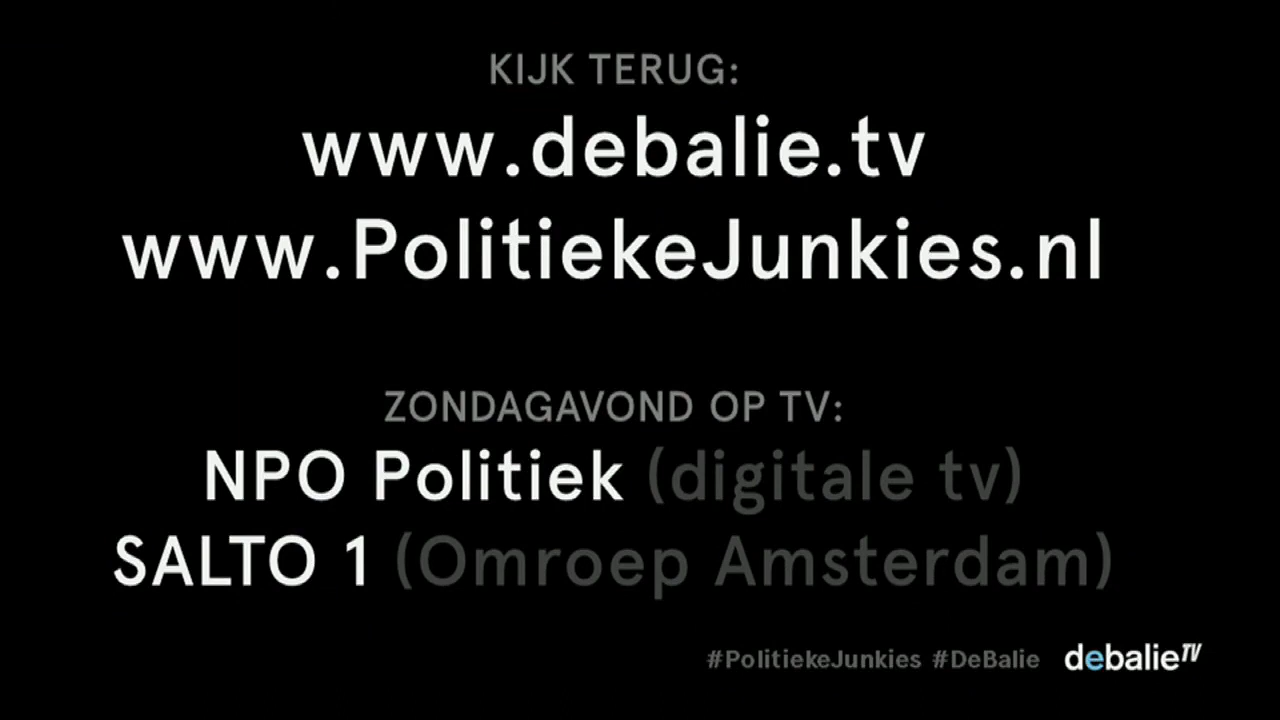 KIJK TERUG:
www.debalie.tv
www.PolitiekeJunkies.nl
ZONDAGAVOND OP TV:
NPO Politiek (digitale tv)
SALTO 1 (Omroep Amsterdam)
#PolitiekeJunkies #DeBalie debalieTV